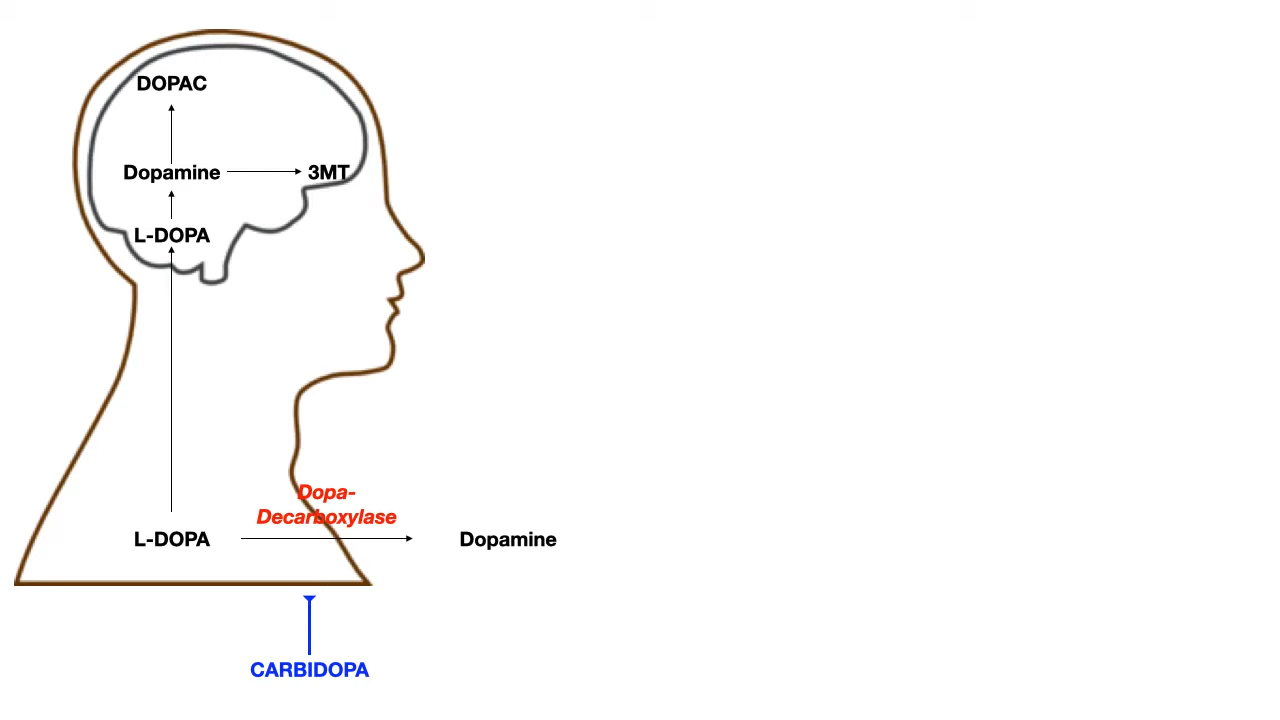 DOPAC
Dopamine
3MT
L-DOPA
Dopa-
Decarboxylase
L-DOPA
Dopamine
CARBIDOPA